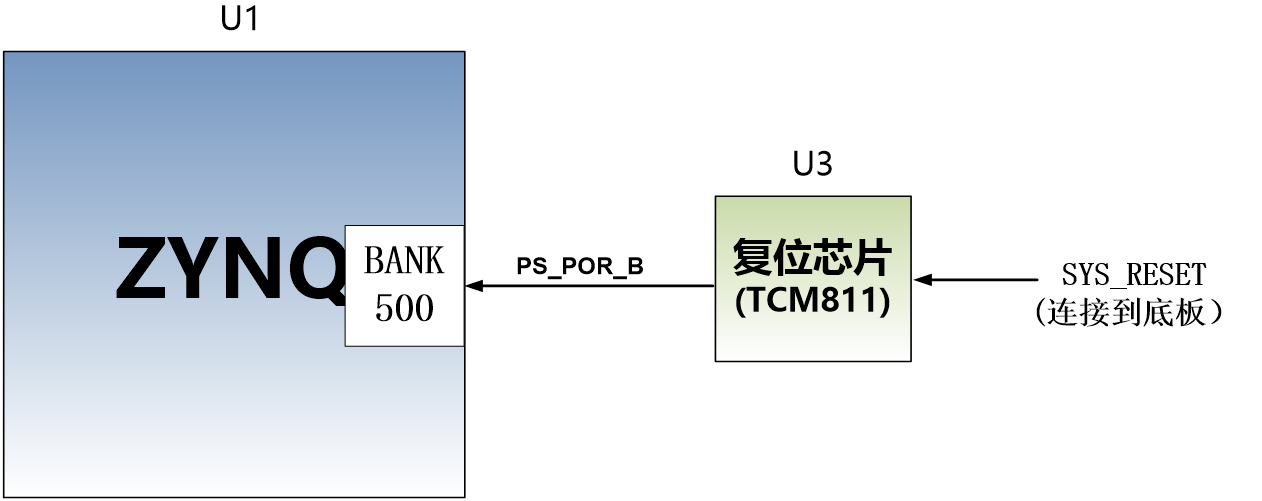 U1
ZYNQ
BANK
500
PS_POR_B
U3
复位芯片
(TCM811)
SYS_RESET
(连接到底板）